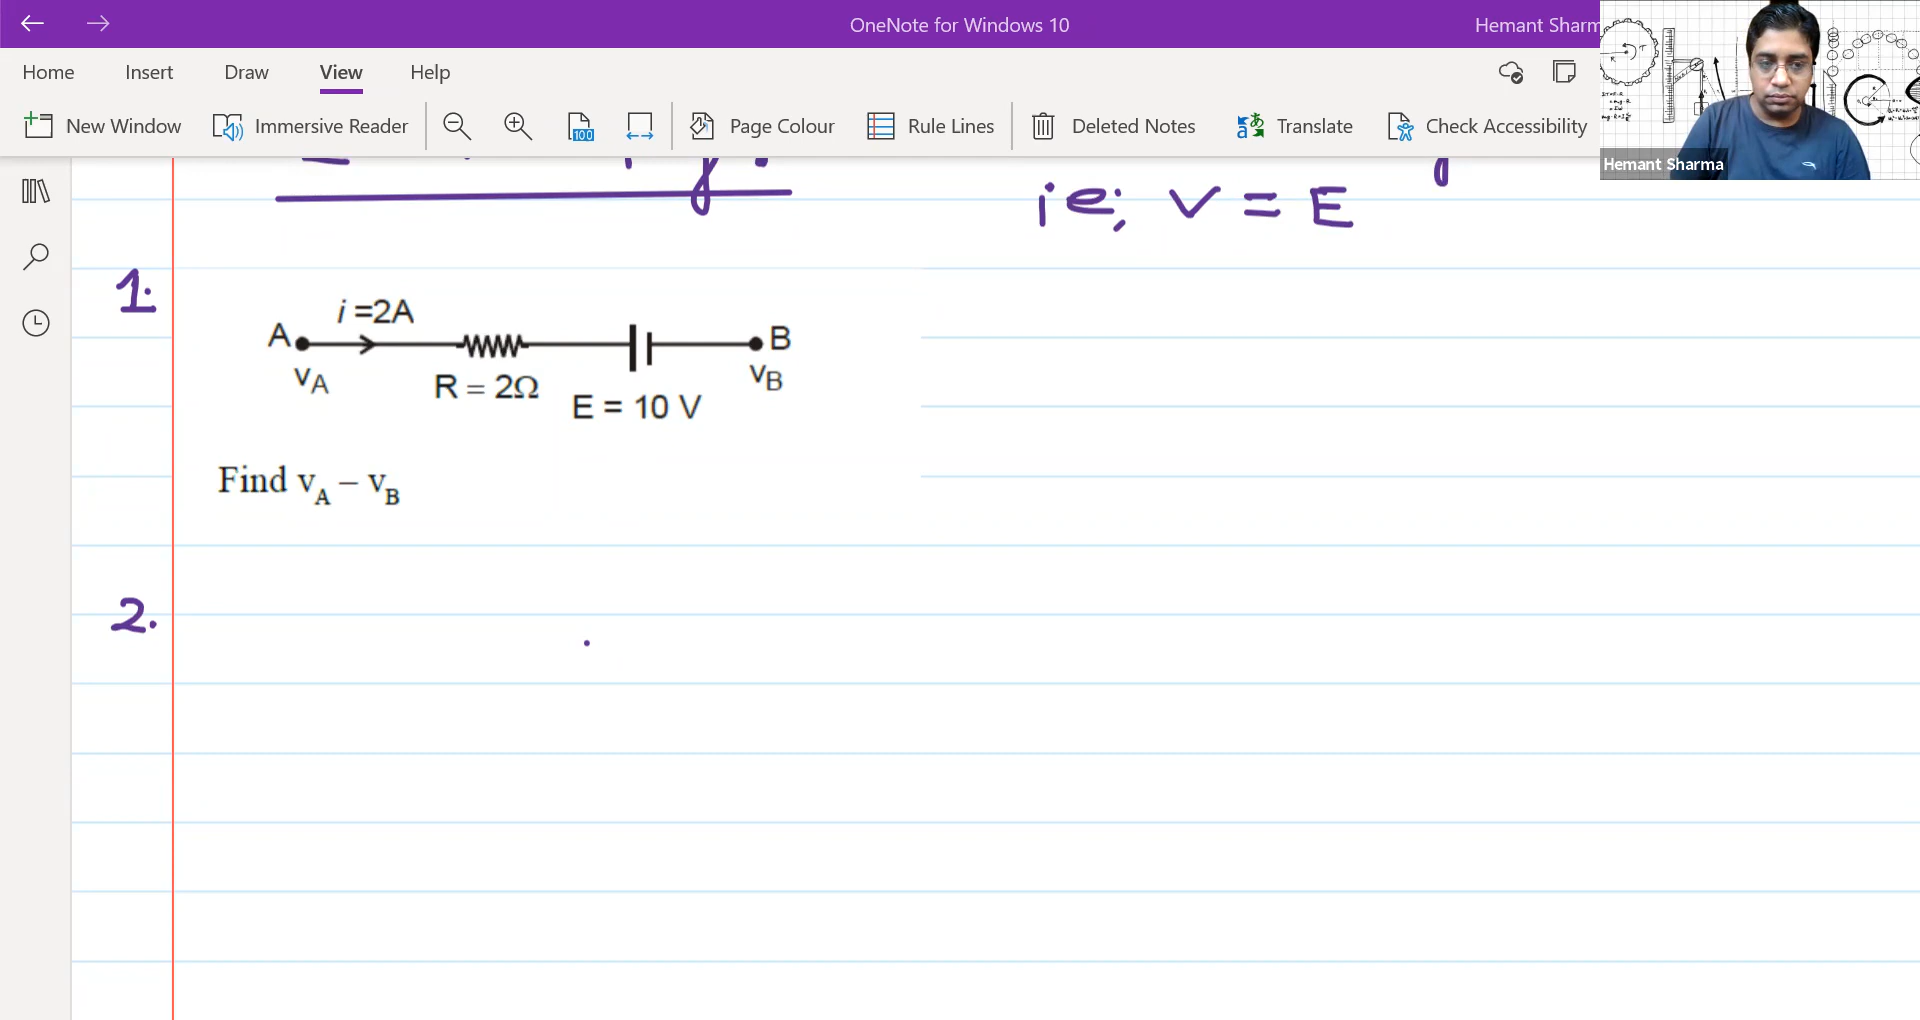 OneNote for Windows 10
Hemant Sharm
Home Insert Draw View Help
New Window Immersive Reader 100 Page Colour Rule Lines Deleted Notes Translate Check Accessibility
Hemant Sharma
ie; V = E
1.
i =2A
A B
VA VB
R = 2Ω
E = 10 V
Find vA – vB
2.